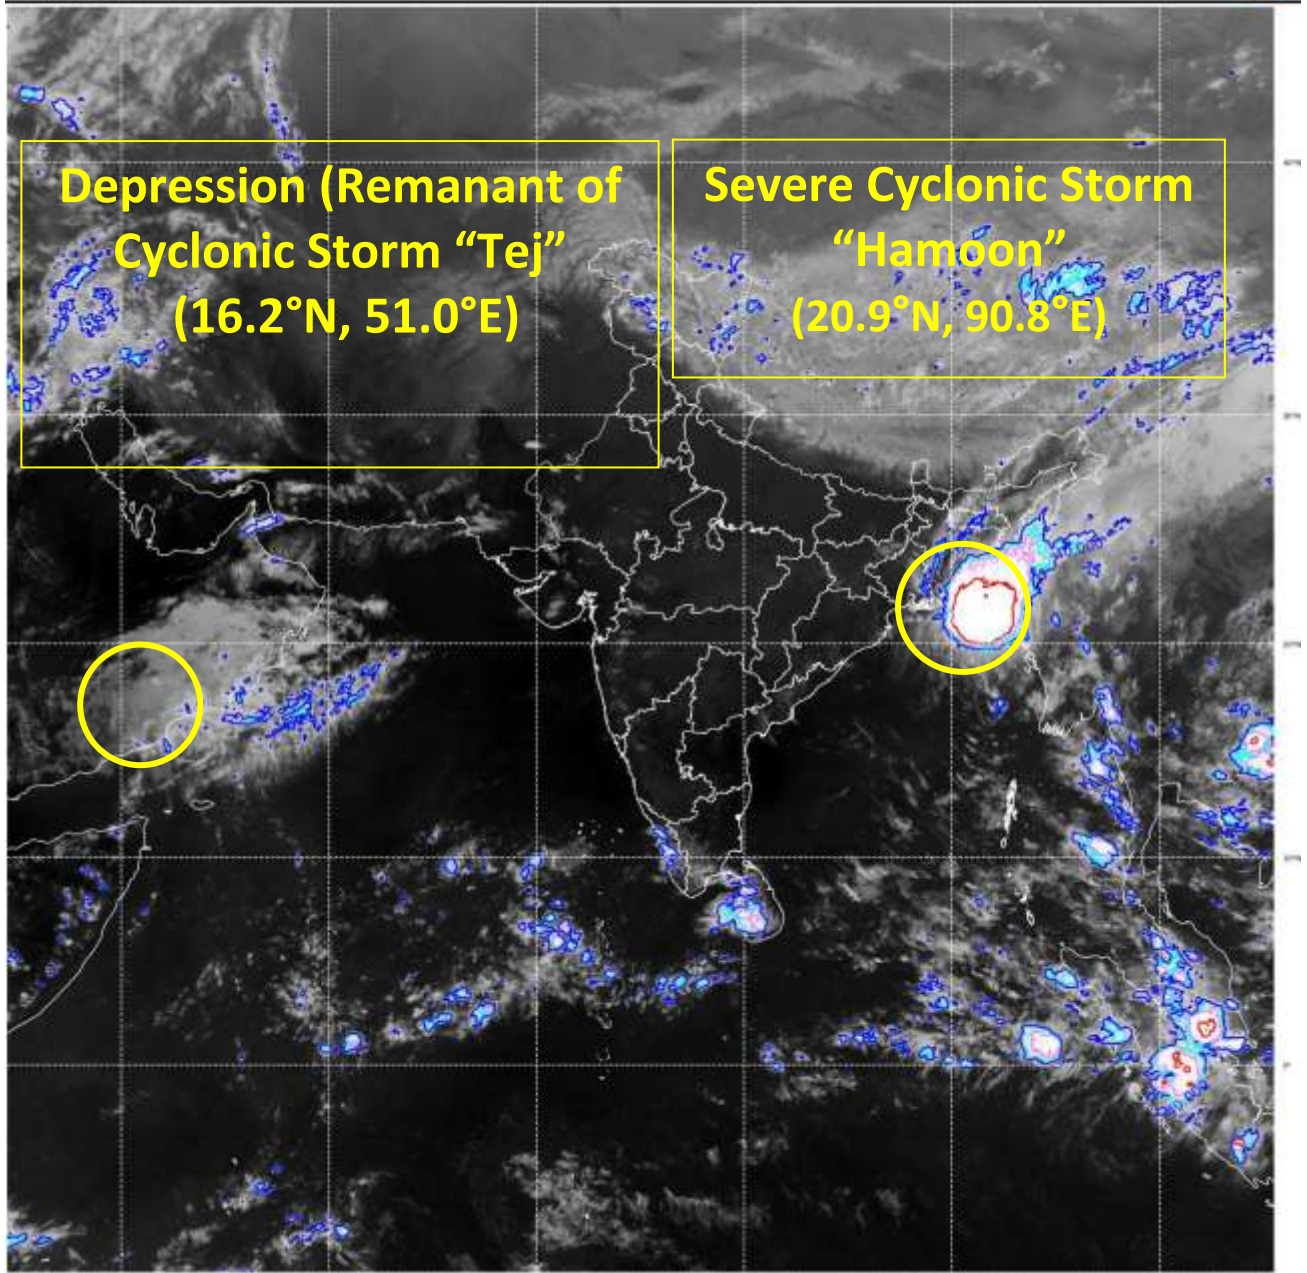 Depression (Remanant of
Cyclonic Storm “Tej”
(16.2°N, 51.0°E)
Severe Cyclonic Storm
“Hamoon”
(20.9°N, 90.8°E)